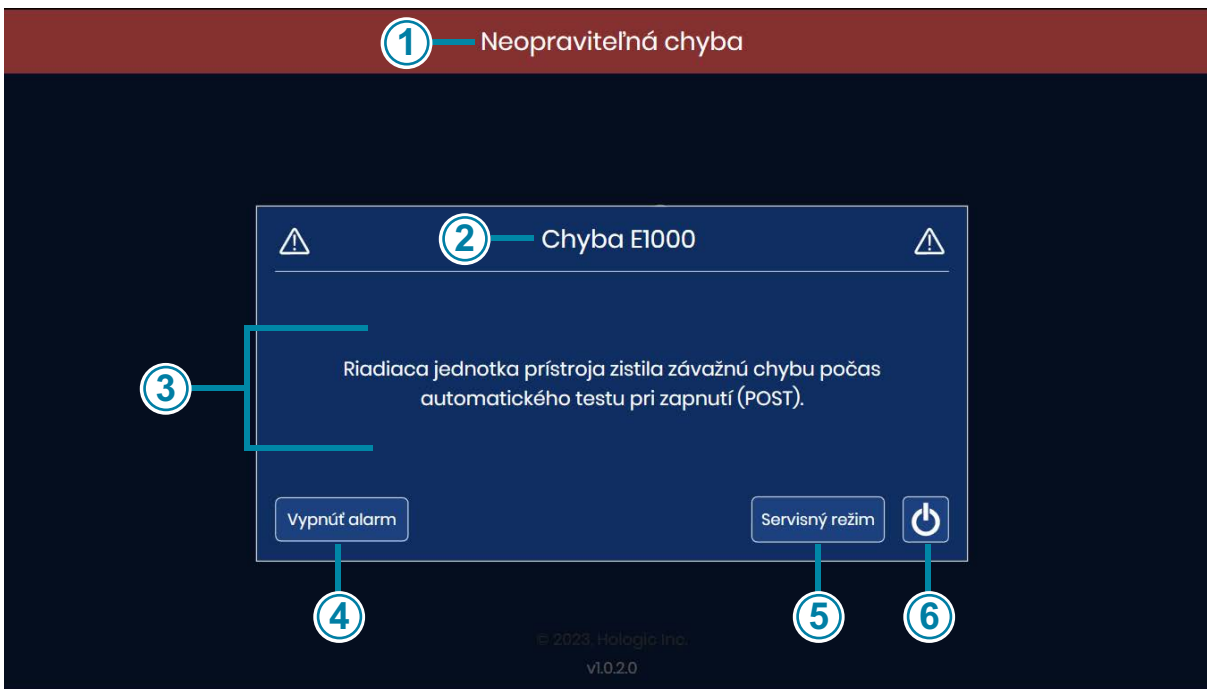 1 Neopraviteľná chyba
2 Chyba E1000
3
Riadiaca jednotka prístroja zistila závažnú chybu počas
automatického testu pri zapnutí (POST).
Vypnúť alarm
Servisný režim
4
5
6
© 2023, Hologic Inc.
v1.0.2.0